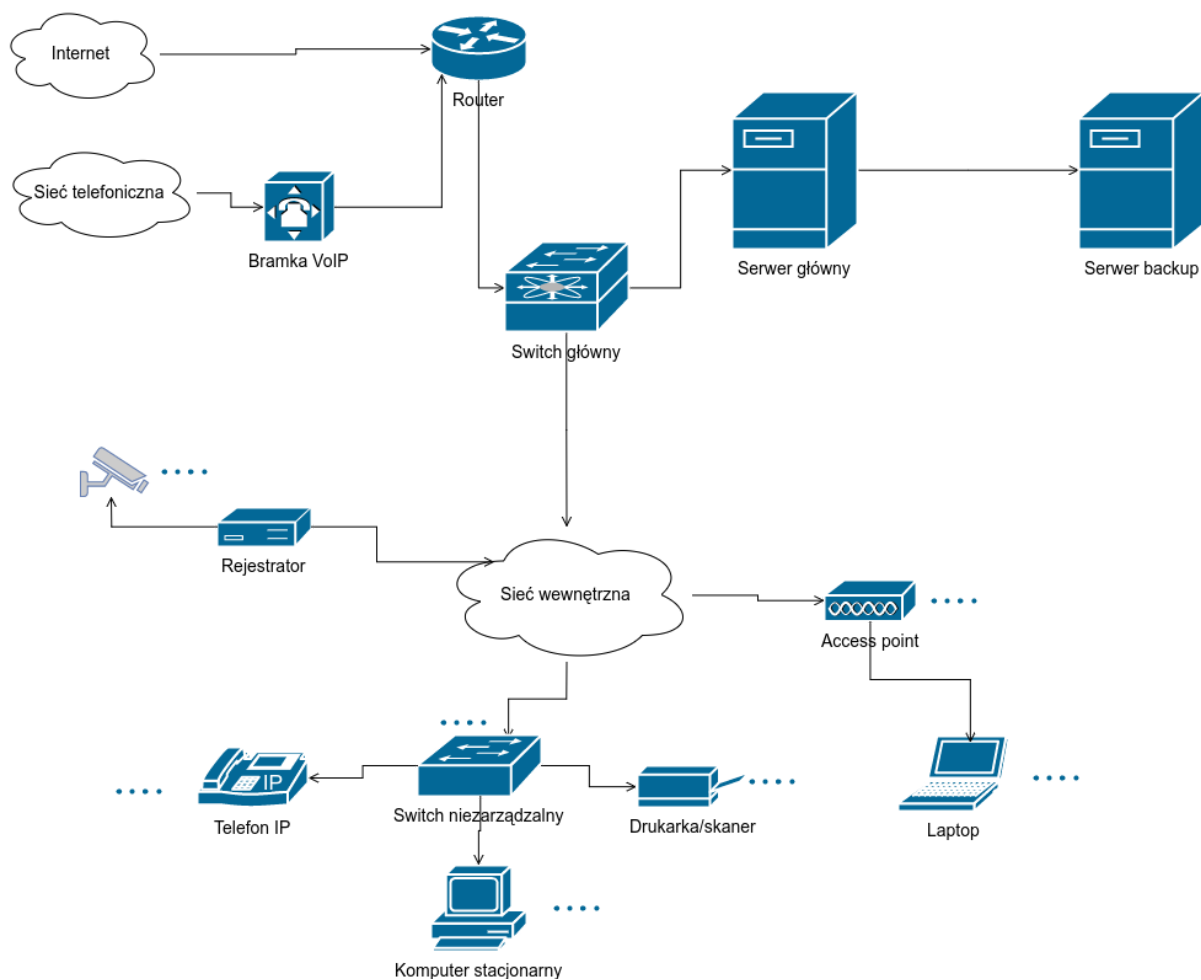 Internet
Router
Sieć telefoniczna
Bramka VoIP
Serwer główny
Serwer backup
Switch główny
Rejestrator
Sieć wewnętrzna
Access point
IP
Telefon IP
Switch niezarządzalny
Drukarka/skaner
Laptop
Komputer stacjonarny